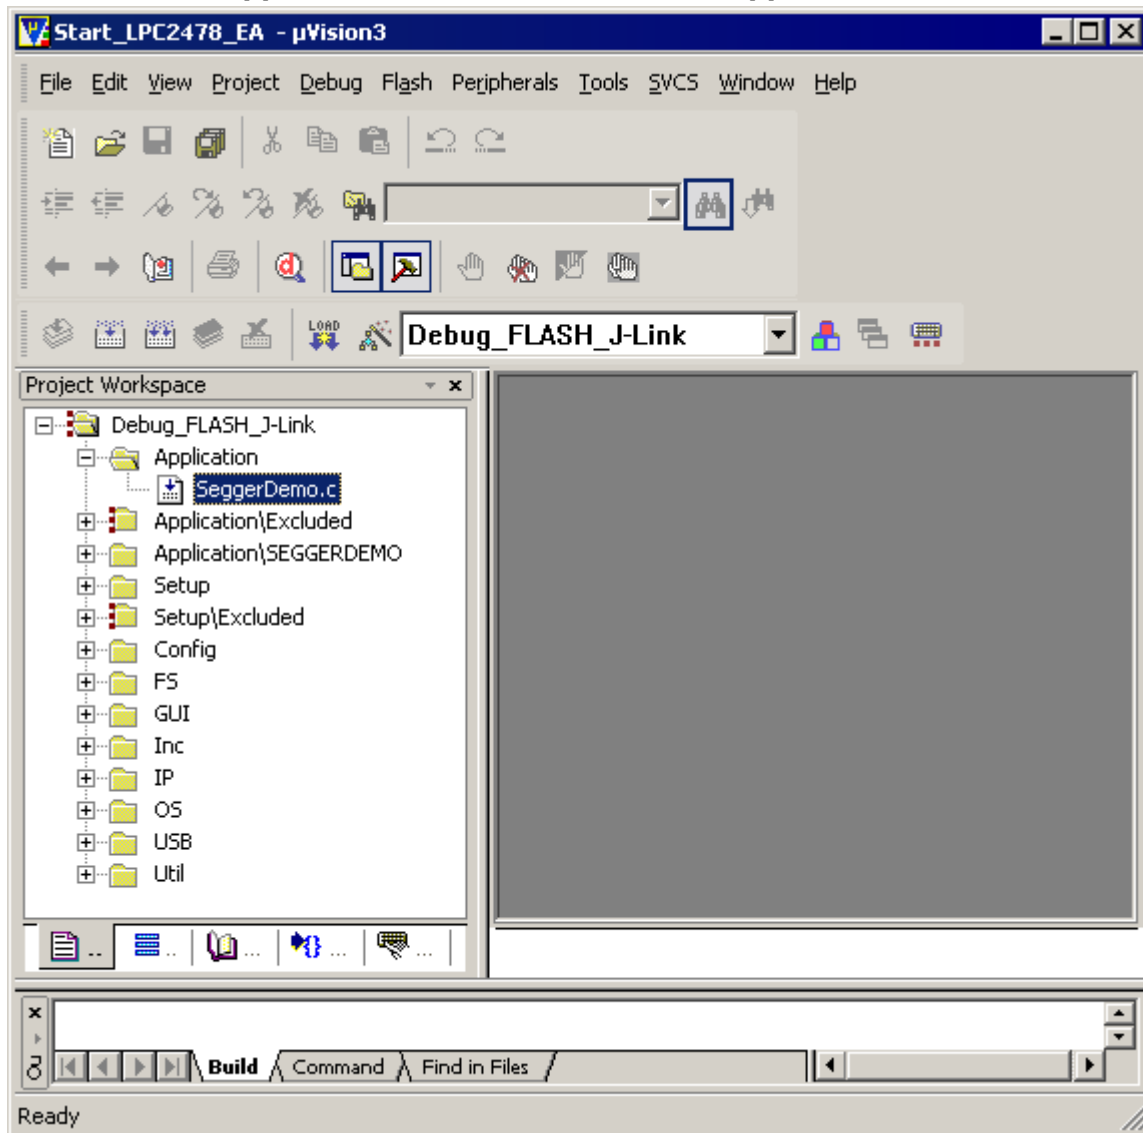 Start_LPC2478_EA - µVision3
File Edit View Project Debug Flash Peripherals Tools SVCS Window Help
LOAD
Debug_FLASH_J-Link
Project Workspace
Debug_FLASH_J-Link
Application
SeggerDemo.c
Application\Excluded
Application\SEGGERDEMO
Setup
Setup\Excluded
Config
FS
GUI
Inc
IP
OS
USB
Util
.. .. ... ... ...
Build Command Find in Files
Ready